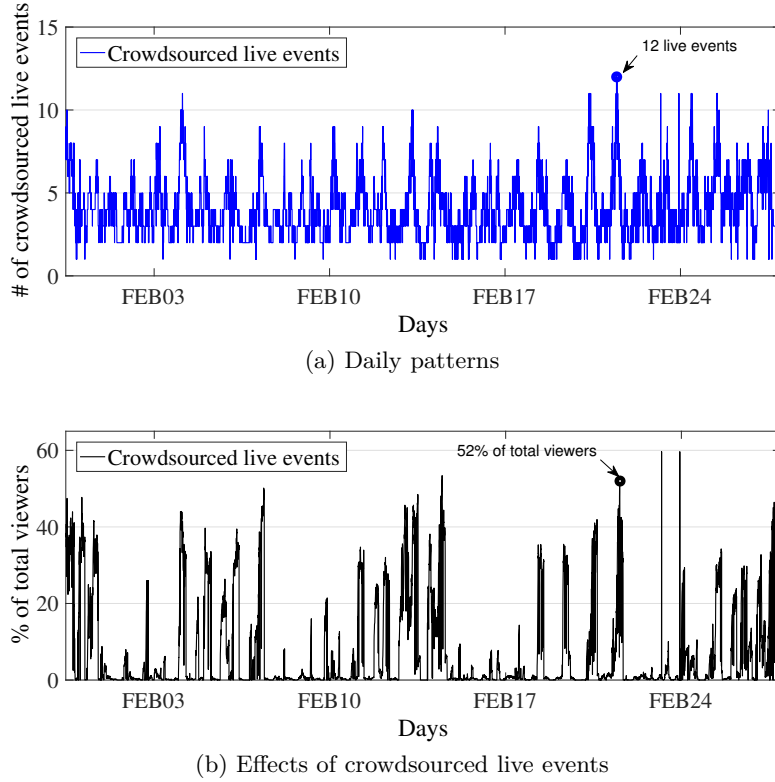 15
Crowdsourced live events
12 live events
10
5
0
# of crowdsourced live events
FEB03 FEB10 FEB17 FEB24
Days
(a) Daily patterns
60
Crowdsourced live events
52% of total viewers
40
20
0
% of total viewers
FEB03 FEB10 FEB17 FEB24
Days
(b) Effects of crowdsourced live events